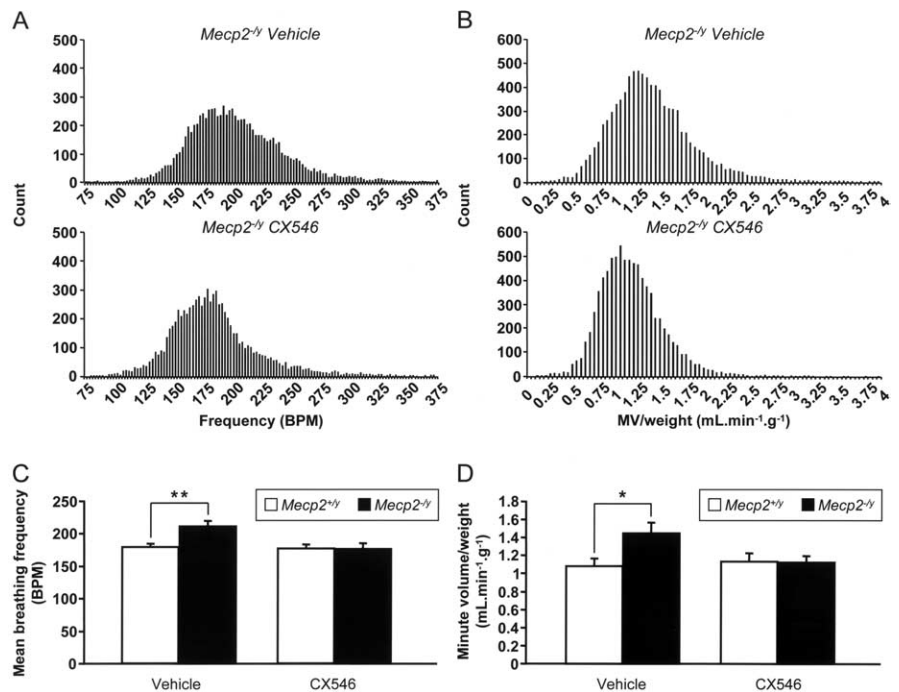 A
Mecp2-/y Vehicle
500
400
300
200
100
0
Count
75 100 125 150 175 200 225 250 275 300 325 350 375
Mecp2-/y CX546
500
400
300
200
100
0
75 100 125 150 175 200 225 250 275 300 325 350 375
Frequency (BPM)
B
Mecp2-/y Vehicle
600
500
400
300
200
100
0
Count
0 0.25 0.5 0.75 1 1.25 1.5 1.75 2 2.25 2.5 2.75 3 3.25 3.5 3.75 4
Mecp2-/y CX546
600
500
400
300
200
100
0
0 0.25 0.5 0.75 1 1.25 1.5 1.75 2 2.25 2.5 2.75 3 3.25 3.5 3.75 4
MV/weight (mL.min⁻¹.g⁻¹)
C
Mean breathing frequency
(BPM)
250
200
150
100
50
0
**
Mecp2+/y Mecp2-/y
Vehicle CX546
D
Minute volume/weight
(mL.min⁻¹.g⁻¹)
1.8
1.6
1.4
1.2
1
0.8
0.6
0.4
0.2
0
*
Mecp2+/y Mecp2-/y
Vehicle CX546